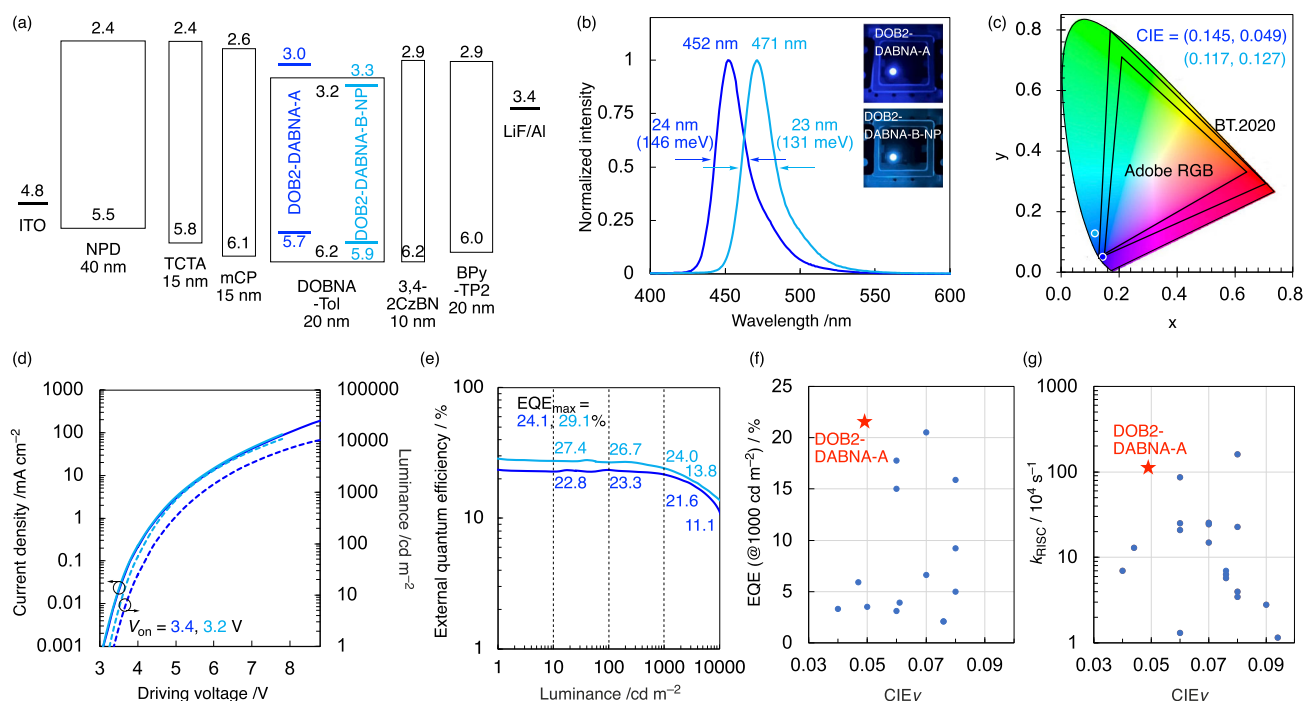 (a)
2.4
2.4
2.6
3.0
3.3
3.2
2.9
2.9
3.4
LiF/Al
DOB2-DABNA-A
DOB2-DABNA-B-NP
4.8
ITO
5.5
5.8
6.1
5.7
6.2
5.9
6.2
6.0
NPD
40 nm
TCTA
15 nm
mCP
15 nm
DOBNA
-Tol
20 nm
3,4-
2CzBN
10 nm
BPy
-TP2
20 nm
(b)
452 nm
471 nm
24 nm
(146 meV)
23 nm
(131 meV)
DOB2-
DABNA-A
DOB2-
DABNA-B-NP
Normalized intensity
1
0.75
0.5
0.25
0
400
450
500
550
600
Wavelength /nm
(c)
CIE = (0.145, 0.049)
(0.117, 0.127)
BT.2020
Adobe RGB
y
0.8
0.6
0.4
0.2
0.0
0.0
0.2
0.4
0.6
0.8
x
(d)
Current density /mA cm−2
1000
100
10
1
0.1
0.01
0.001
100000
10000
1000
100
10
1
Luminance /cd m−2
Von = 3.4, 3.2 V
3
4
5
6
7
8
Driving voltage /V
(e)
External quantum efficiency / %
100
10
1
EQEmax =
24.1, 29.1%
27.4
26.7
24.0
13.8
22.8
23.3
21.6
11.1
1
10
100
1000
10000
Luminance /cd m−2
(f)
EQE (@1000 cd m−2) / %
25
20
15
10
5
0
DOB2-
DABNA-A
0.03
0.05
0.07
0.09
CIEy
(g)
kRISC / 10⁴ s−1
1000
100
10
1
DOB2-
DABNA-A
0.03
0.05
0.07
0.09
CIEy